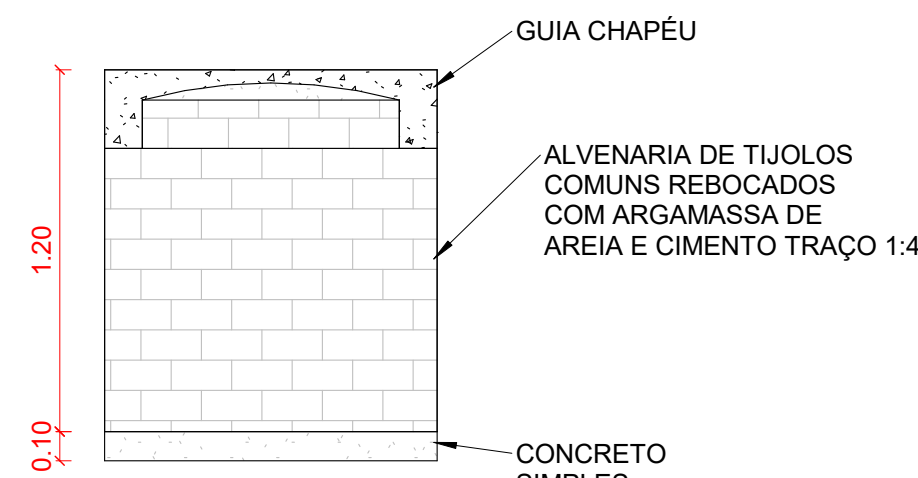 GUIA CHAPÉU
ALVENARIA DE TIJOLOS
COMUNS REBOCADOS
COM ARGAMASSA DE
AREIA E CIMENTO TRAÇO 1:4
1.20
0.10
CONCRETO
SIMPLES